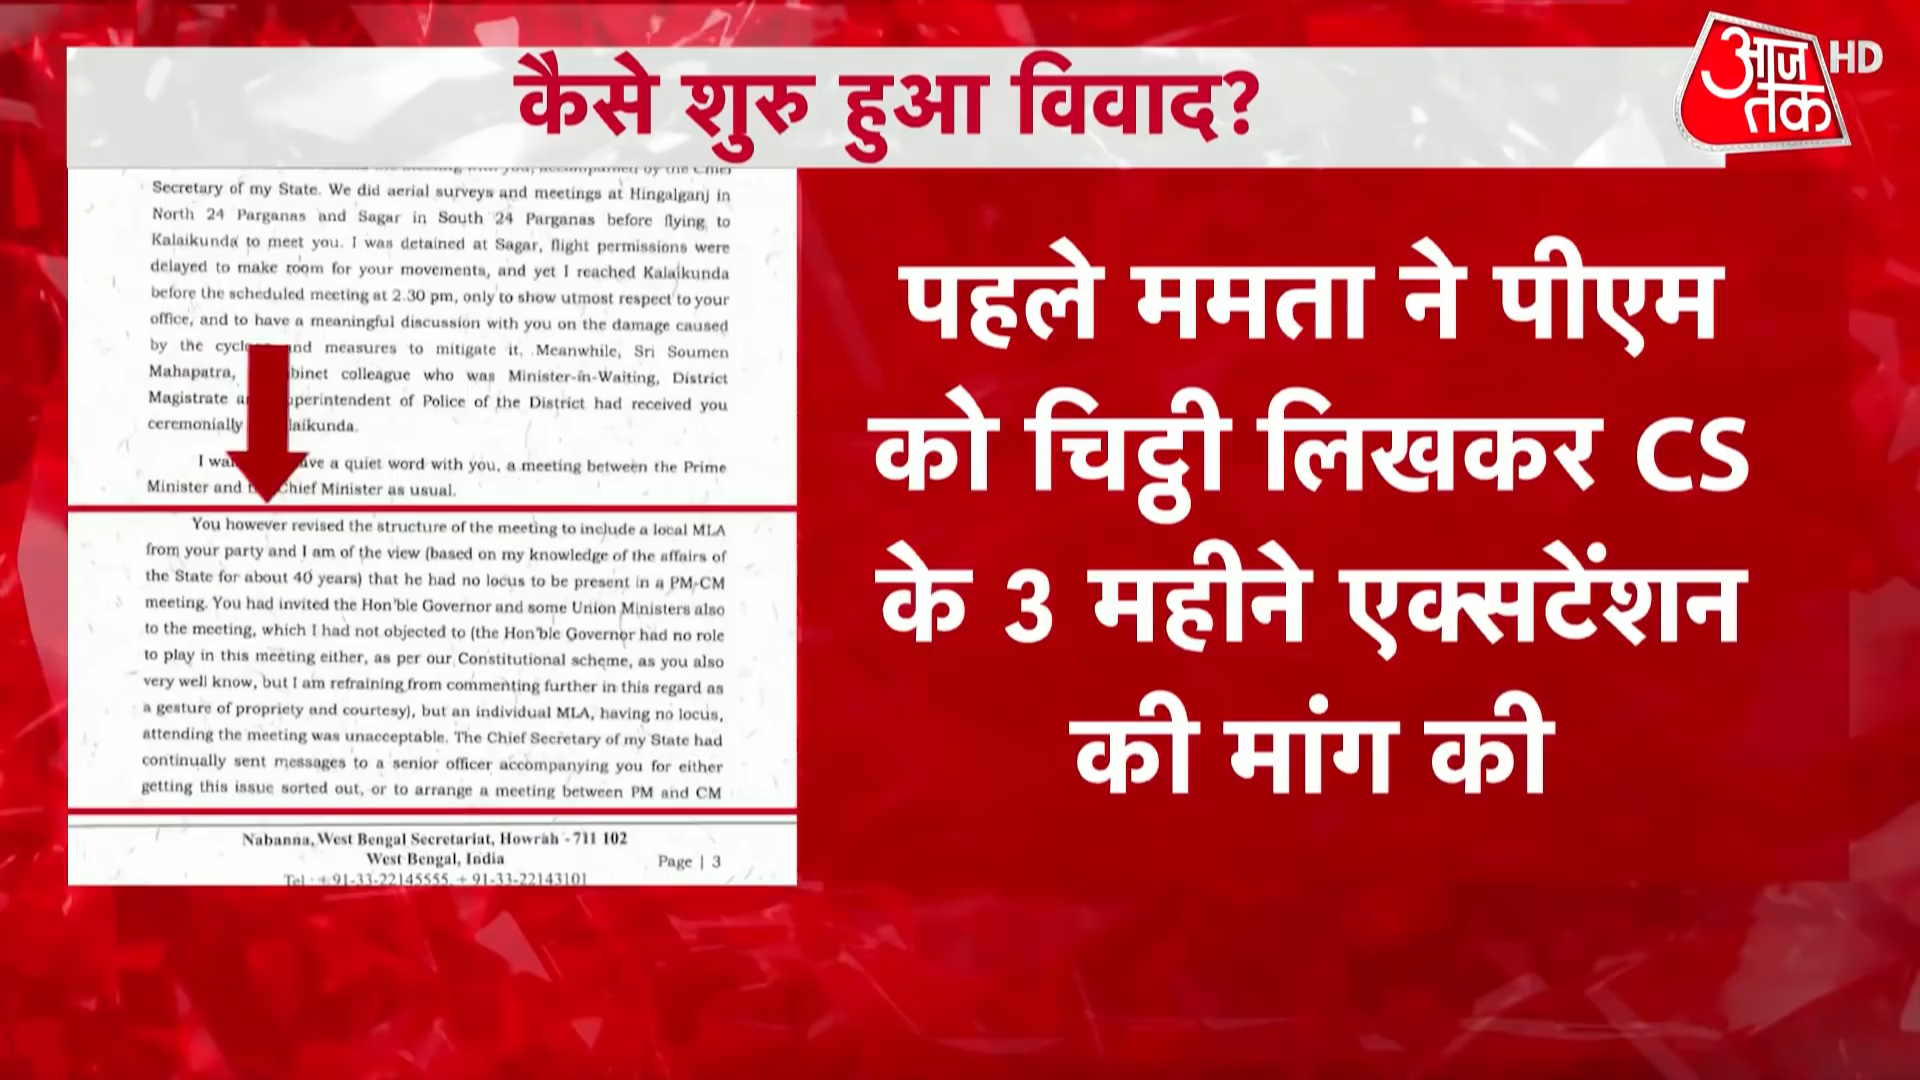 कैसे शुरु हुआ विवाद?
आज तक HD
Secretary of my State. We did aerial surveys and meetings at Hingalganj in
North 24 Parganas and Sagar in South 24 Parganas before flying to
Kalaikunda to meet you. I was detained at Sagar, flight permissions were
delayed to make room for your movements, and yet I reached Kalaikunda
before the scheduled meeting at 2.30 pm, only to show utmost respect to your
office, and to have a meaningful discussion with you on the damage caused
by the and measures to mitigate it. Meanwhile, Sri Soumen
Mahapatra, colleague who was Minister-in-Waiting, District
Magistrate of Police of the District had received you
ceremonially
I have a quiet word with you, a meeting between the Prime
Minister and Chief Minister as usual.
You however revised the structure of the meeting to include a local MLA
from your party and I am of the view (based on my knowledge of the affairs of
the State for about 40 years) that he had no locus to be present in a PM-CM
meeting. You had invited the Hon'ble Governor and some Union Ministers also
to the meeting, which I had not objected to (the Hon'ble Governor had no role
to play in this meeting either, as per our Constitutional scheme, as you also
very well know, but I am refraining from commenting further in this regard as
a gesture of propriety and courtesy), but an individual MLA, having no locus,
attending the meeting was unacceptable. The Chief Secretary of my State had
continually sent messages to a senior officer accompanying you for either
getting this issue sorted out, or to arrange a meeting between PM and CM
Nabanna, West Bengal Secretariat, Howrah - 711 102
West Bengal, India
Page | 3
Tel : + 91-33-22145555, + 91-33-22143101
पहले ममता ने पीएम
को चिट्ठी लिखकर CS
के 3 महीने एक्सटेंशन
की मांग की